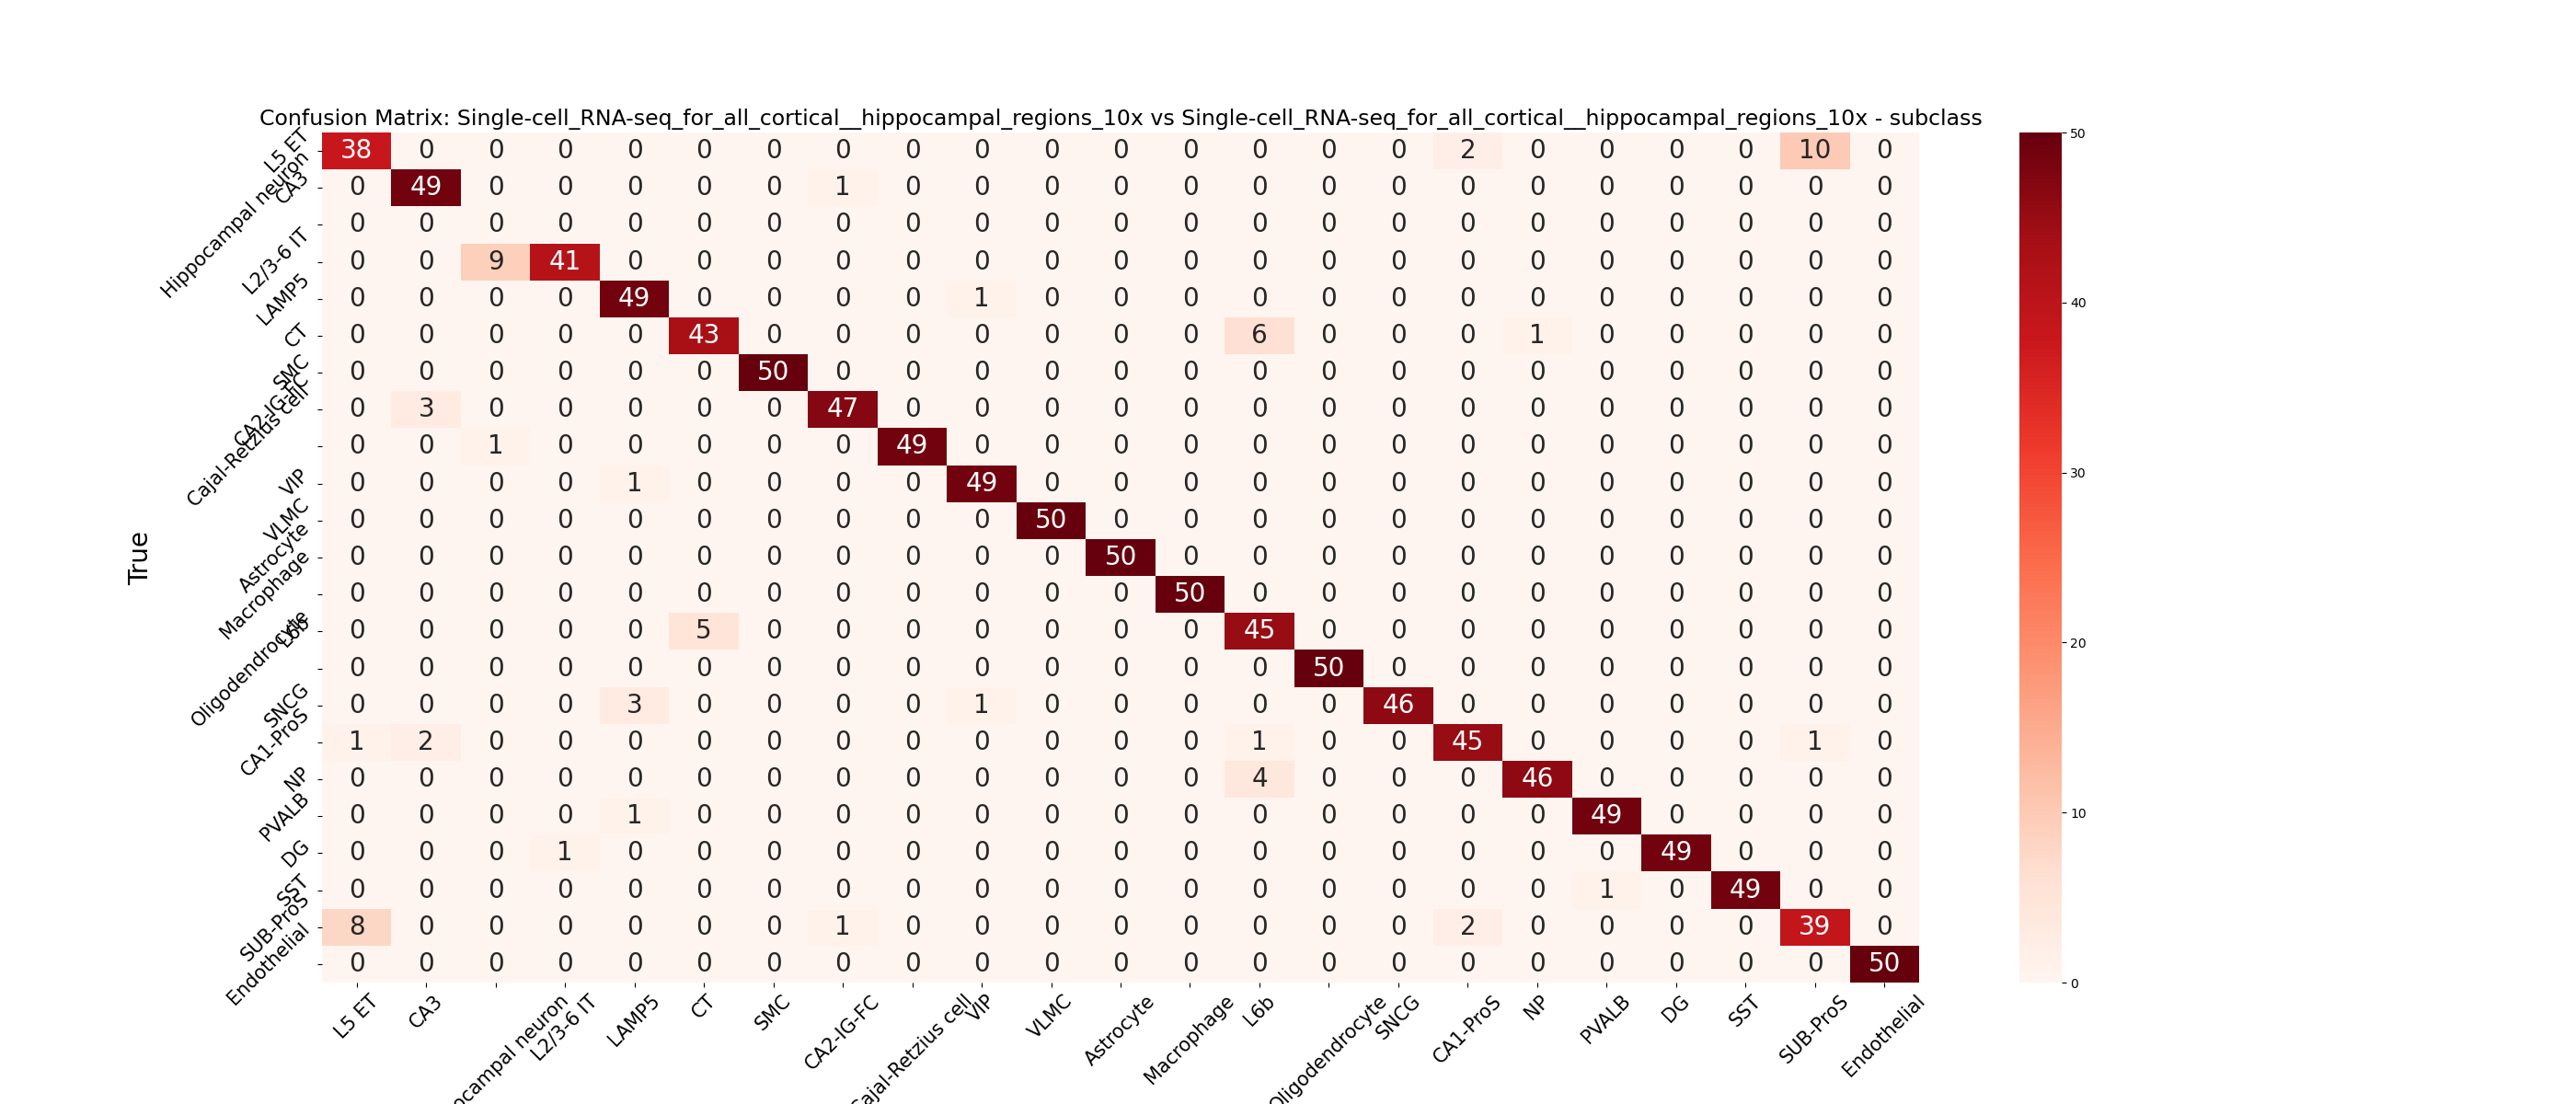 Confusion Matrix: Single-cell_RNA-seq_for_all_cortical__hippocampal_regions_10x vs Single-cell_RNA-seq_for_all_cortical__hippocampal_regions_10x - subclass
True
L5 ET 38 0 0 0 0 0 0 0 0 0 0 0 0 0 0 0 2 0 0 0 0 10 0
CA3 0 49 0 0 0 0 0 1 0 0 0 0 0 0 0 0 0 0 0 0 0 0 0
Hippocampal neuron 0 0 0 0 0 0 0 0 0 0 0 0 0 0 0 0 0 0 0 0 0 0 0
L2/3-6 IT 0 0 9 41 0 0 0 0 0 0 0 0 0 0 0 0 0 0 0 0 0 0 0
LAMP5 0 0 0 0 49 0 0 0 0 1 0 0 0 0 0 0 0 0 0 0 0 0 0
CT 0 0 0 0 0 43 0 0 0 0 0 0 0 6 0 0 0 1 0 0 0 0 0
SMC 0 0 0 0 0 0 50 0 0 0 0 0 0 0 0 0 0 0 0 0 0 0 0
CA2-IG-FC 0 3 0 0 0 0 0 47 0 0 0 0 0 0 0 0 0 0 0 0 0 0 0
Cajal-Retzius cell 0 0 1 0 0 0 0 0 49 0 0 0 0 0 0 0 0 0 0 0 0 0 0
VIP 0 0 0 0 1 0 0 0 0 49 0 0 0 0 0 0 0 0 0 0 0 0 0
VLMC 0 0 0 0 0 0 0 0 0 0 50 0 0 0 0 0 0 0 0 0 0 0 0
Astrocyte 0 0 0 0 0 0 0 0 0 0 0 50 0 0 0 0 0 0 0 0 0 0 0
Macrophage 0 0 0 0 0 0 0 0 0 0 0 0 50 0 0 0 0 0 0 0 0 0 0
L6b 0 0 0 0 0 5 0 0 0 0 0 0 0 45 0 0 0 0 0 0 0 0 0
Oligodendrocyte 0 0 0 0 0 0 0 0 0 0 0 0 0 0 50 0 0 0 0 0 0 0 0
SNCG 0 0 0 0 3 0 0 0 0 1 0 0 0 0 0 46 0 0 0 0 0 0 0
CA1-ProS 1 2 0 0 0 0 0 0 0 0 0 0 0 1 0 0 45 0 0 0 0 1 0
NP 0 0 0 0 0 0 0 0 0 0 0 0 0 4 0 0 0 46 0 0 0 0 0
PVALB 0 0 0 0 1 0 0 0 0 0 0 0 0 0 0 0 0 0 49 0 0 0 0
DG 0 0 0 1 0 0 0 0 0 0 0 0 0 0 0 0 0 0 0 49 0 0 0
SST 0 0 0 0 0 0 0 0 0 0 0 0 0 0 0 0 0 0 1 0 49 0 0
SUB-ProS 8 0 0 0 0 0 0 1 0 0 0 0 0 0 0 0 2 0 0 0 0 39 0
Endothelial 0 0 0 0 0 0 0 0 0 0 0 0 0 0 0 0 0 0 0 0 0 0 50
L5 ET CA3 ocampal neuron L2/3-6 IT LAMP5 CT SMC CA2-IG-FC Cajal-Retzius cell VIP VLMC Astrocyte Macrophage L6b Oligodendrocyte SNCG CA1-ProS NP PVALB DG SST SUB-ProS Endothelial
50
40
30
20
10
0